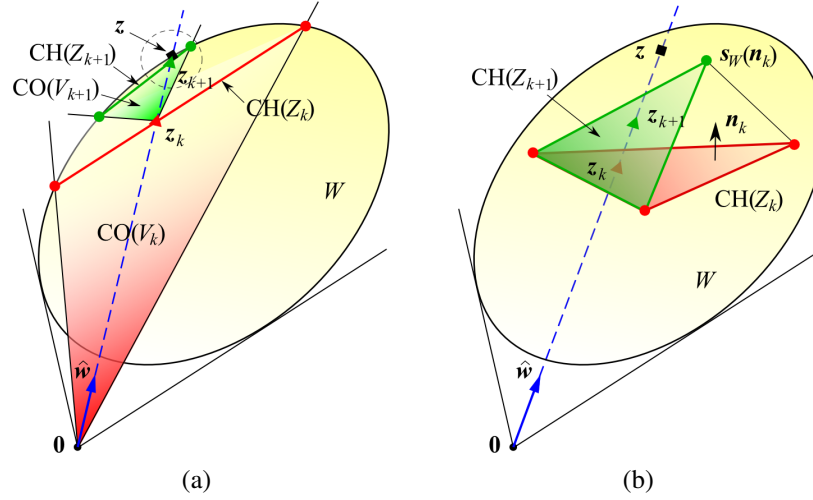 z
CH(Z_{k+1})
CO(V_{k+1})
z_{k+1}
CH(Z_k)
z_k
W
CO(V_k)
ŵ
0
(a)
z
s_W(n_k)
CH(Z_{k+1})
z_{k+1}
n_k
z_k
CH(Z_k)
W
ŵ
0
(b)